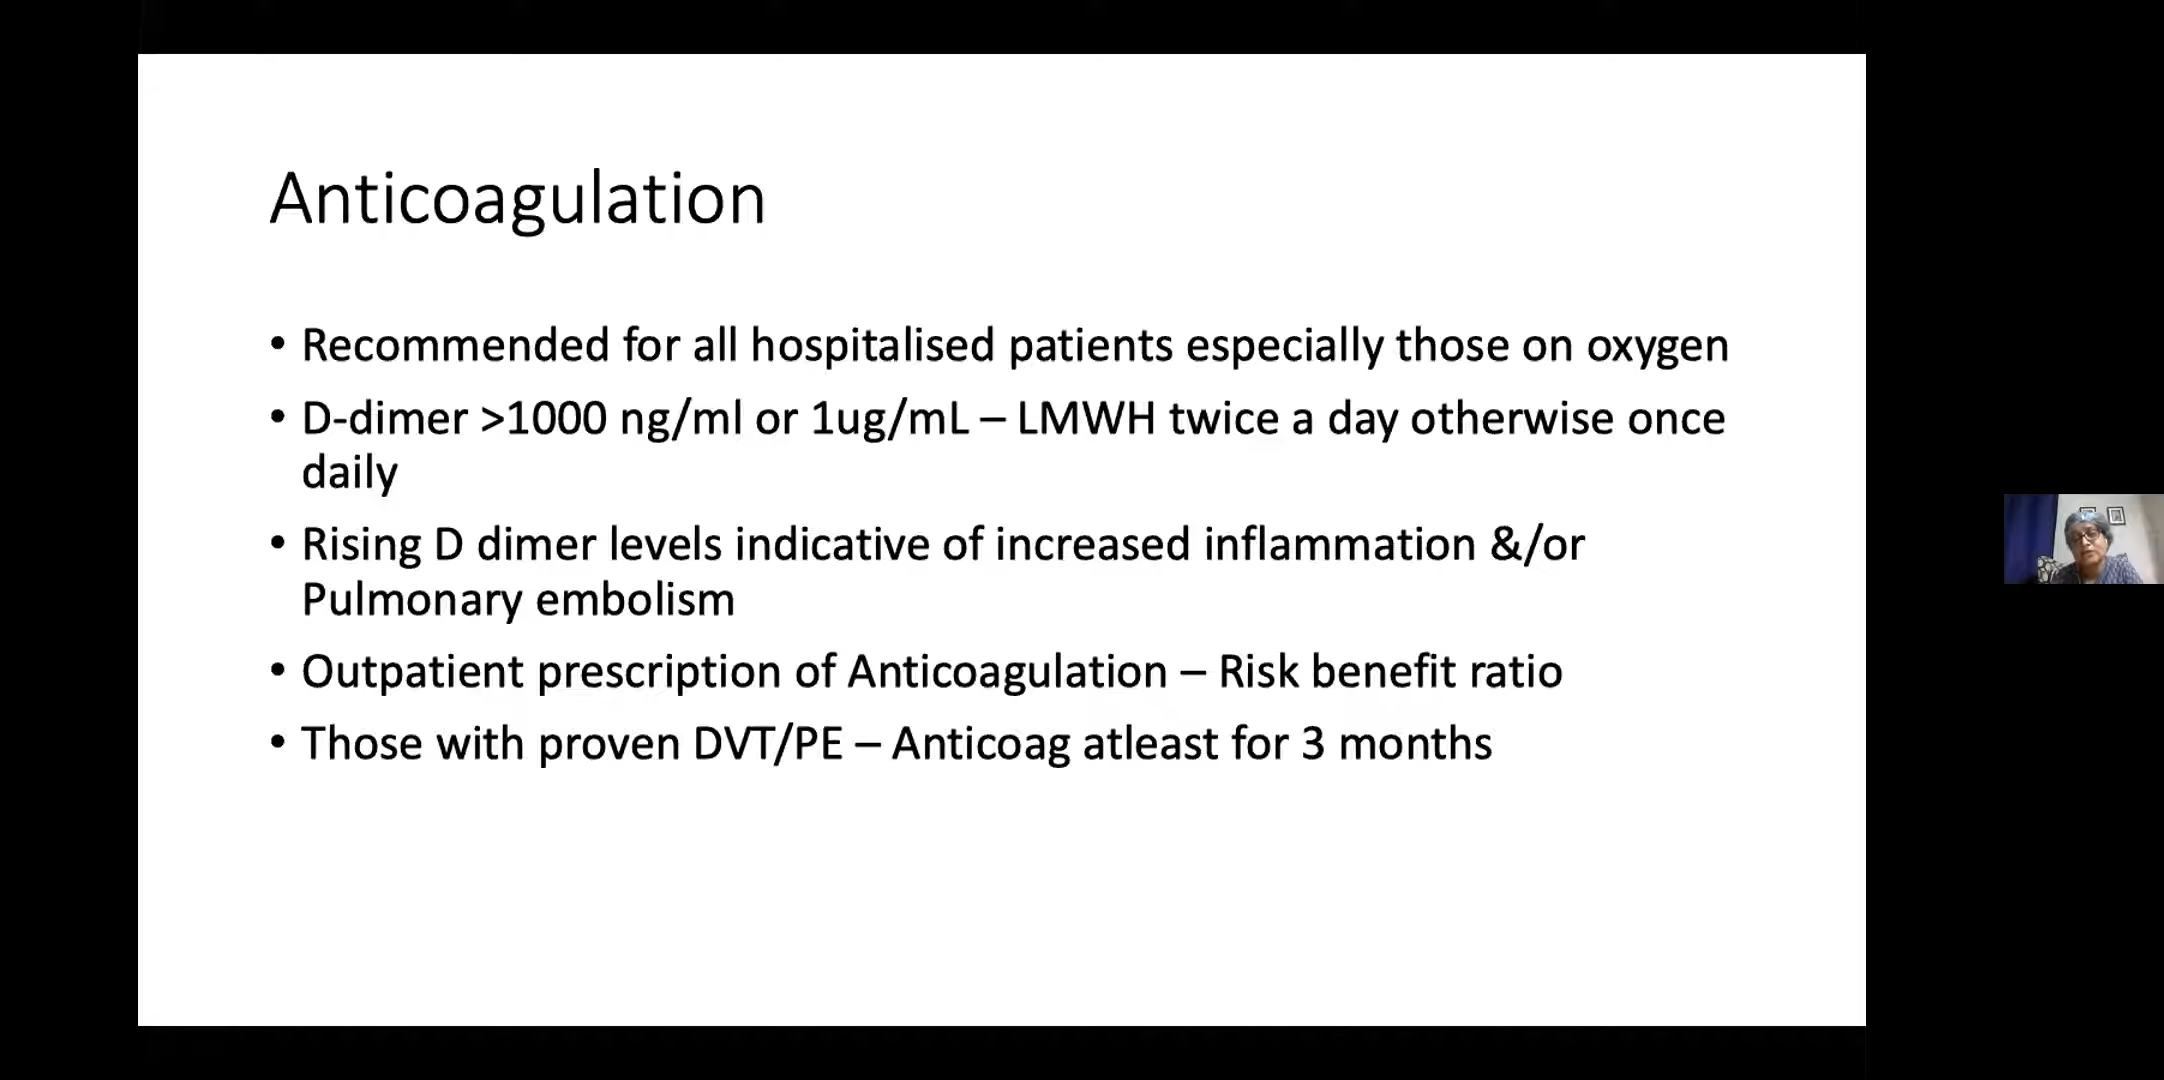 Anticoagulation
• Recommended for all hospitalised patients especially those on oxygen
• D-dimer >1000 ng/ml or 1ug/mL – LMWH twice a day otherwise once
daily
• Rising D dimer levels indicative of increased inflammation &/or
Pulmonary embolism
• Outpatient prescription of Anticoagulation – Risk benefit ratio
• Those with proven DVT/PE – Anticoag atleast for 3 months